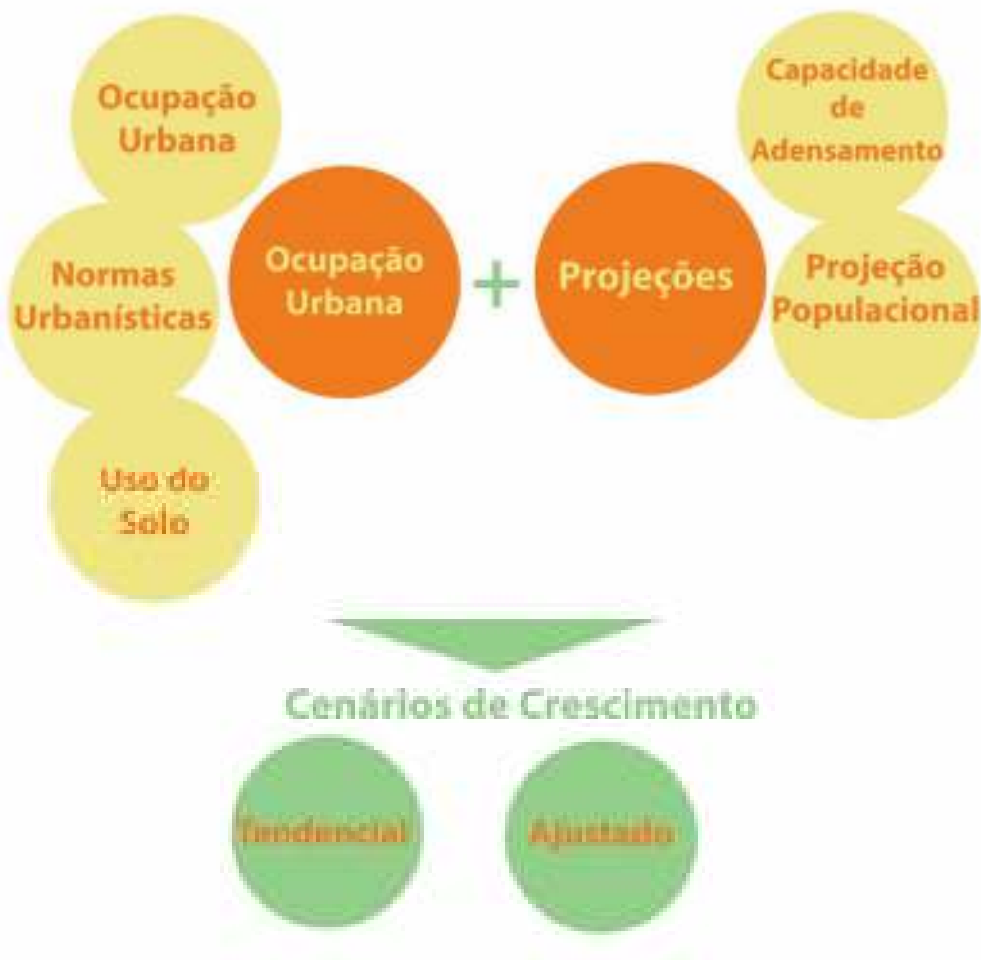 Ocupação
Urbana
Normas
Urbanísticas
Uso do
Solo
Ocupação
Urbana
+
Projeções
Capacidade
de
Adensamento
Projeção
Populacional
Cenários de Crescimento
Tendencial
Ajustado